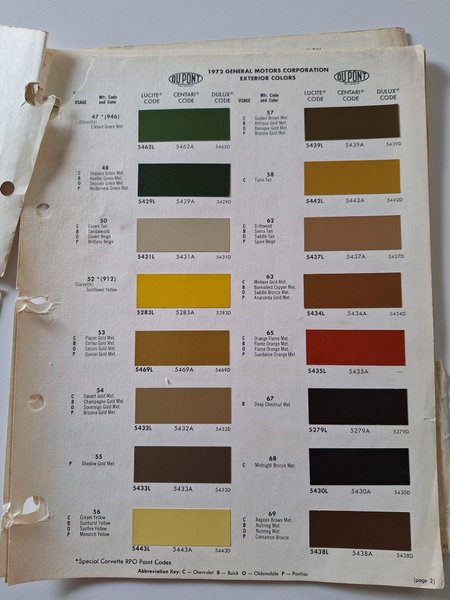 1972 GENERAL MOTORS CORPORATION
EXTERIOR COLORS
DU PONT
DU PONT
USAGE
Mfr. Code
and Color
LUCITE®
CODE
CENTARI®
CODE
DULUX®
CODE
USAGE
Mfr. Code
and Color
LUCITE®
CODE
CENTARI®
CODE
DULUX®
CODE
47 *(946)
(Corvette)
Elkhart Green Met.
5462L 5462A 5462D
48
C Sequoia Green Met.
B Hunter Green Met.
O Sequoia Green Met.
P Wilderness Green Met.
5429L 5429A 5429D
50
C Covert Tan
B Sandalwood
O Covert Beige
P Brittany Beige
5431L 5431A 5431D
52 *(912)
(Corvette)
Sunflower Yellow
5283L 5283A 5283D
53
C Placer Gold Met.
B Cortez Gold Met.
O Saturn Gold Met.
P Quezal Gold Met.
5469L 5469A 5469D
54
C Desert Gold Met.
B Champagne Gold Met.
O Sovereign Gold Met.
P Arizona Gold Met.
5432L 5432A 5432D
55
P Shadow Gold Met.
5433L 5433A 5433D
56
C Cream Yellow
B Sunburst Yellow
O Sunfire Yellow
P Monarch Yellow
5443L 5443A 5443D
57
C Golden Brown Met.
B Antique Gold Met.
O Baroque Gold Met.
P Brasilia Gold Met.
5439L 5439A 5439D
58
C Turin Tan
5442L 5442A 5442D
62
C Driftwood
B Sierra Tan
O Saddle Tan
P Spice Beige
5437L 5437A 5437D
63
C Mohave Gold Met.
B Burnished Copper Met.
O Saddle Bronze Met.
P Anaconda Gold Met.
5434L 5434A 5434D
65
C Orange Flame Met.
B Flame Orange Met.
O Flame Orange Met.
P Sundance Orange Met.
5435L 5435A —
67
B Deep Chestnut Met.
5279L 5279A 5279D
68
C Midnight Bronze Met.
5430L 5430A 5430D
69
C Aegean Brown Met.
B Nutmeg Met.
O Nutmeg Met.
P Cinnamon Bronze
5438L 5438A 5438D
*Special Corvette RPO Paint Codes
Abbreviation Key: C — Chevrolet B — Buick O — Oldsmobile P — Pontiac
(page 2)